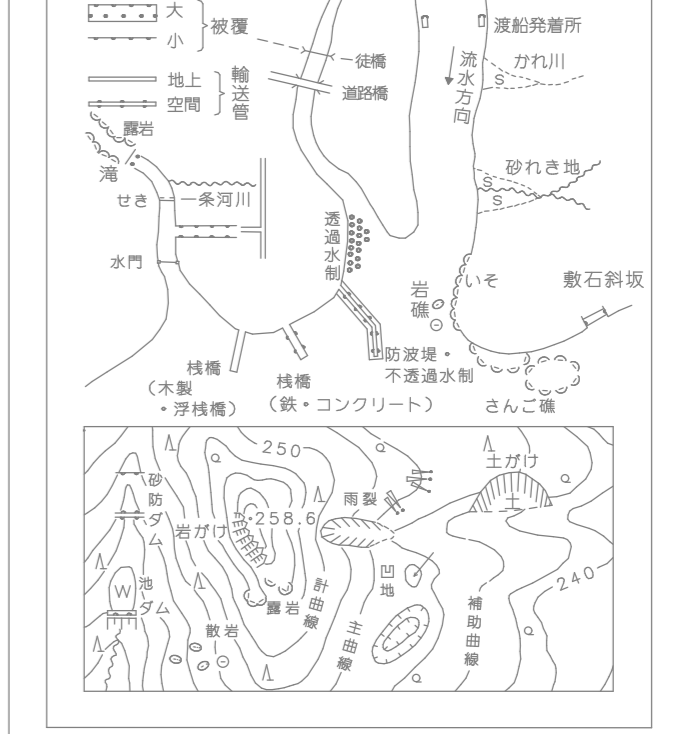 大
小
被覆
地上
空間
輸送管
渡船発着所
徒橋
道路橋
流水方向
かれ川
S
露岩
滝
せき
一条河川
水門
砂れき地
S
S
透過水制
岩礁
いそ
敷石斜坂
桟橋
(木製
・浮桟橋)
桟橋
(鉄・コンクリート)
防波堤・
不透過水制
さんご礁
250
土がけ
土
砂防ダム
雨裂
岩がけ
258.6
凹地
240
池
W
ダム
露岩
散岩
計曲線
主曲線
補助曲線